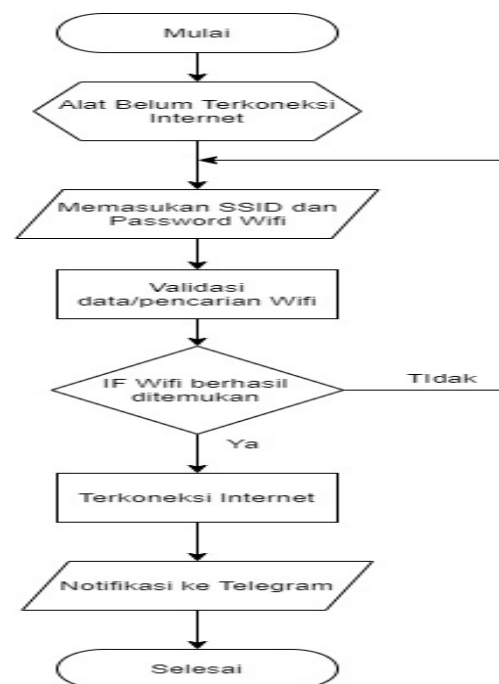 Mulai
Alat Belum Terkoneksi
Internet
Memasukan SSID dan
Password Wifi
Validasi
data/pencarian Wifi
IF Wifi berhasil
ditemukan
TIdak
Ya
Terkoneksi Internet
Notifikasi ke Telegram
Selesai